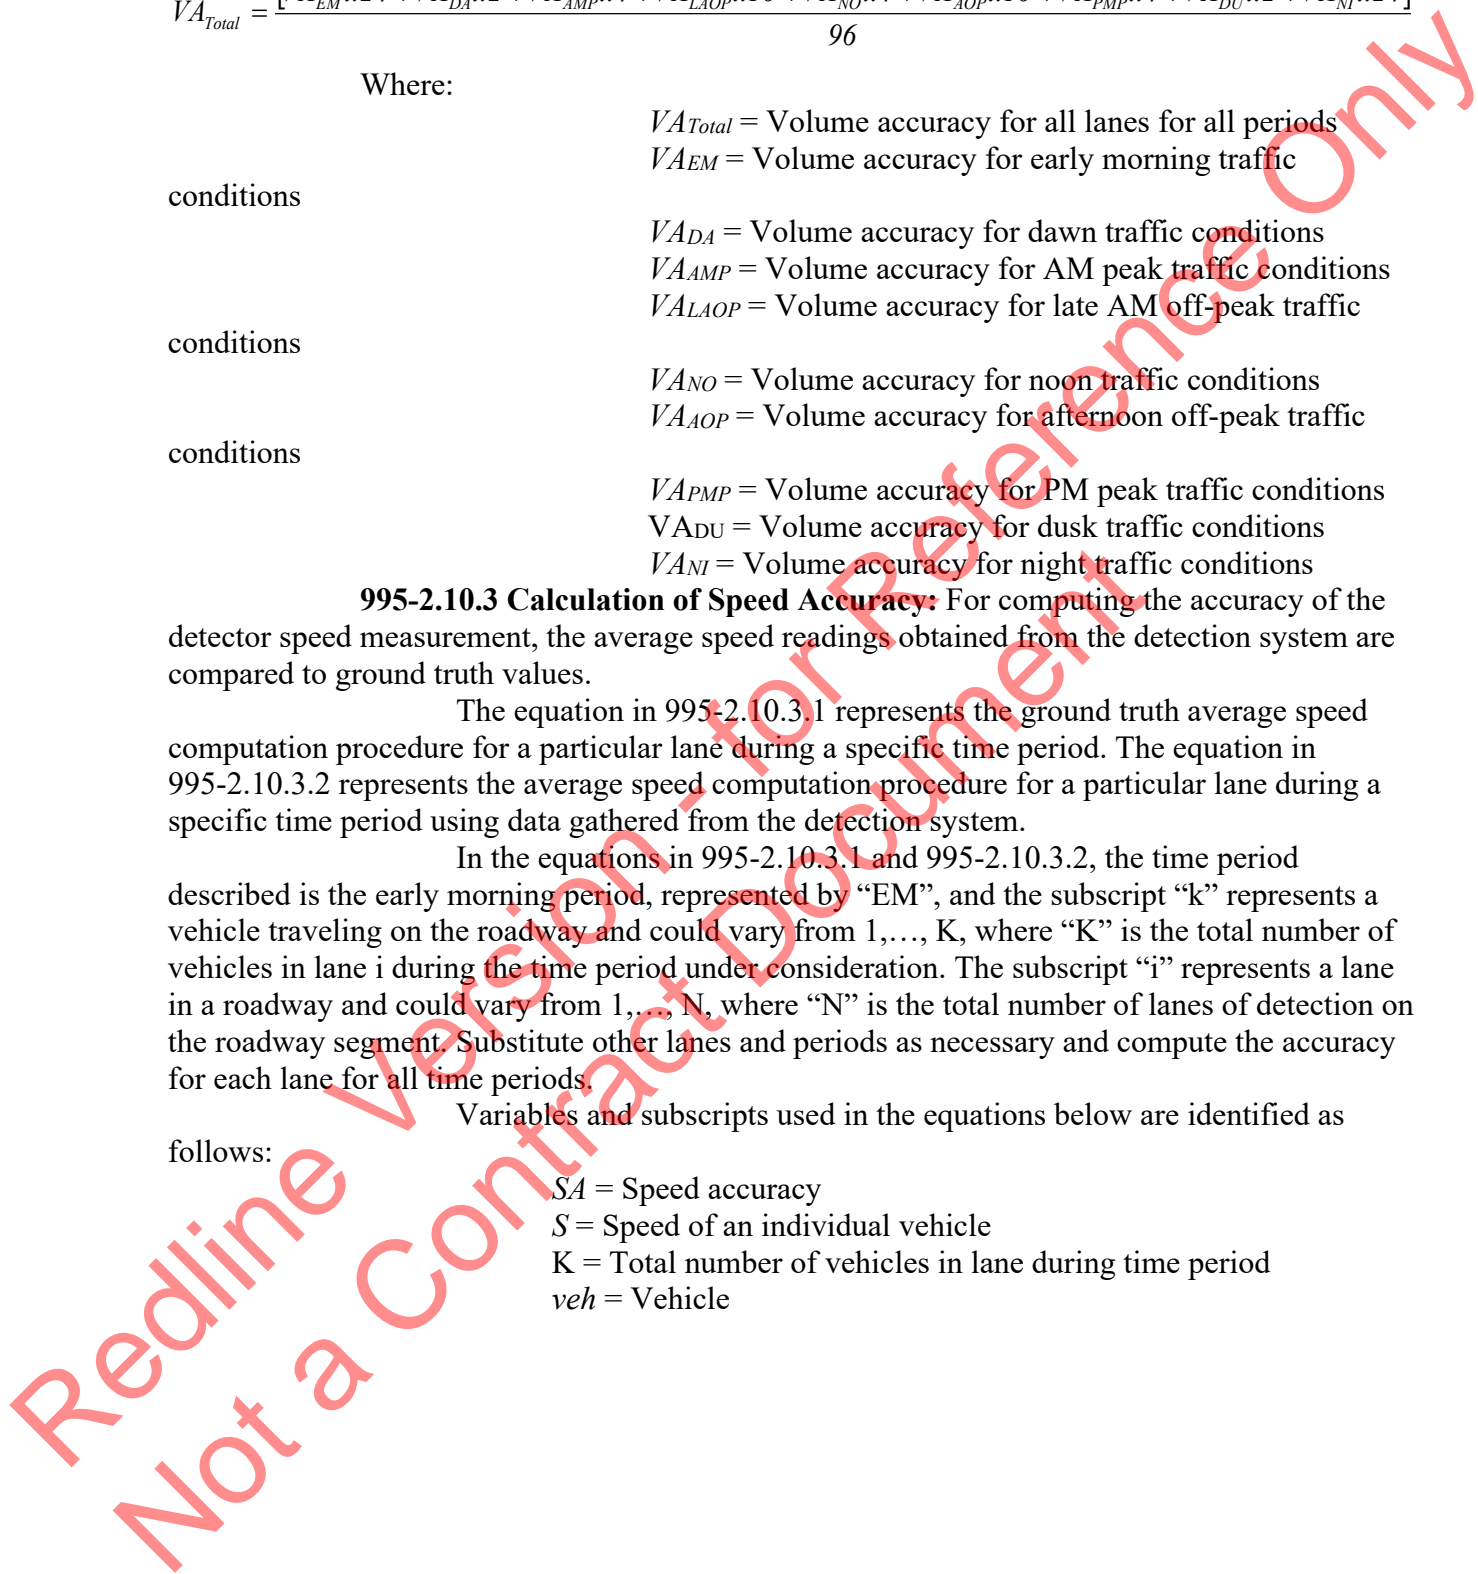 VA_Total =
96
Where:
VA_Total = Volume accuracy for all lanes for all periods
VA_EM = Volume accuracy for early morning traffic
conditions
VA_DA = Volume accuracy for dawn traffic conditions
VA_AMP = Volume accuracy for AM peak traffic conditions
VA_LAOP = Volume accuracy for late AM off-peak traffic
conditions
VA_NO = Volume accuracy for noon traffic conditions
VA_AOP = Volume accuracy for afternoon off-peak traffic
conditions
VA_PMP = Volume accuracy for PM peak traffic conditions
VA_DU = Volume accuracy for dusk traffic conditions
VA_NI = Volume accuracy for night traffic conditions
995-2.10.3 Calculation of Speed Accuracy: For computing the accuracy of the
detector speed measurement, the average speed readings obtained from the detection system are
compared to ground truth values.
The equation in 995-2.10.3.1 represents the ground truth average speed
computation procedure for a particular lane during a specific time period. The equation in
995-2.10.3.2 represents the average speed computation procedure for a particular lane during a
specific time period using data gathered from the detection system.
In the equations in 995-2.10.3.1 and 995-2.10.3.2, the time period
described is the early morning period, represented by “EM”, and the subscript “k” represents a
vehicle traveling on the roadway and could vary from 1,…, K, where “K” is the total number of
vehicles in lane i during the time period under consideration. The subscript “i” represents a lane
in a roadway and could vary from 1,…, N, where “N” is the total number of lanes of detection on
the roadway segment. Substitute other lanes and periods as necessary and compute the accuracy
for each lane for all time periods.
Variables and subscripts used in the equations below are identified as
follows:
SA = Speed accuracy
S = Speed of an individual vehicle
K = Total number of vehicles in lane during time period
veh = Vehicle
Redline Version - for Reference Only
Not a Contract Document